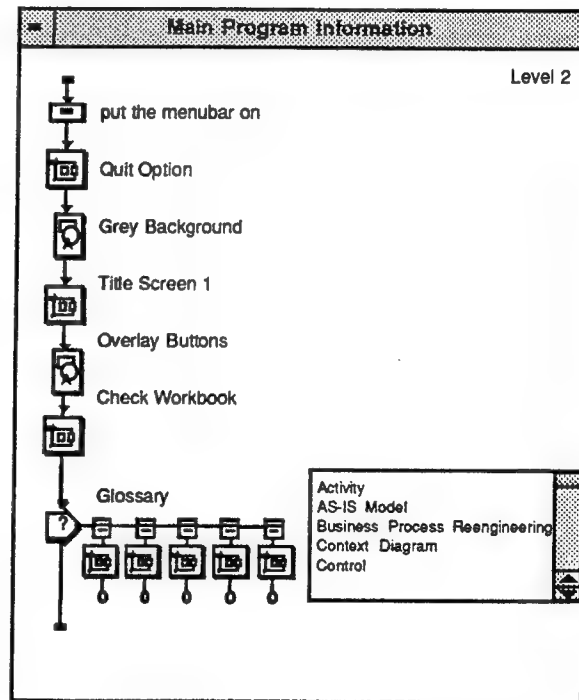 Main Program Information
Level 2
put the menubar on
Quit Option
Grey Background
Title Screen 1
Overlay Buttons
Check Workbook
Glossary
?
Activity
AS-IS Model
Business Process Reengineering
Context Diagram
Control